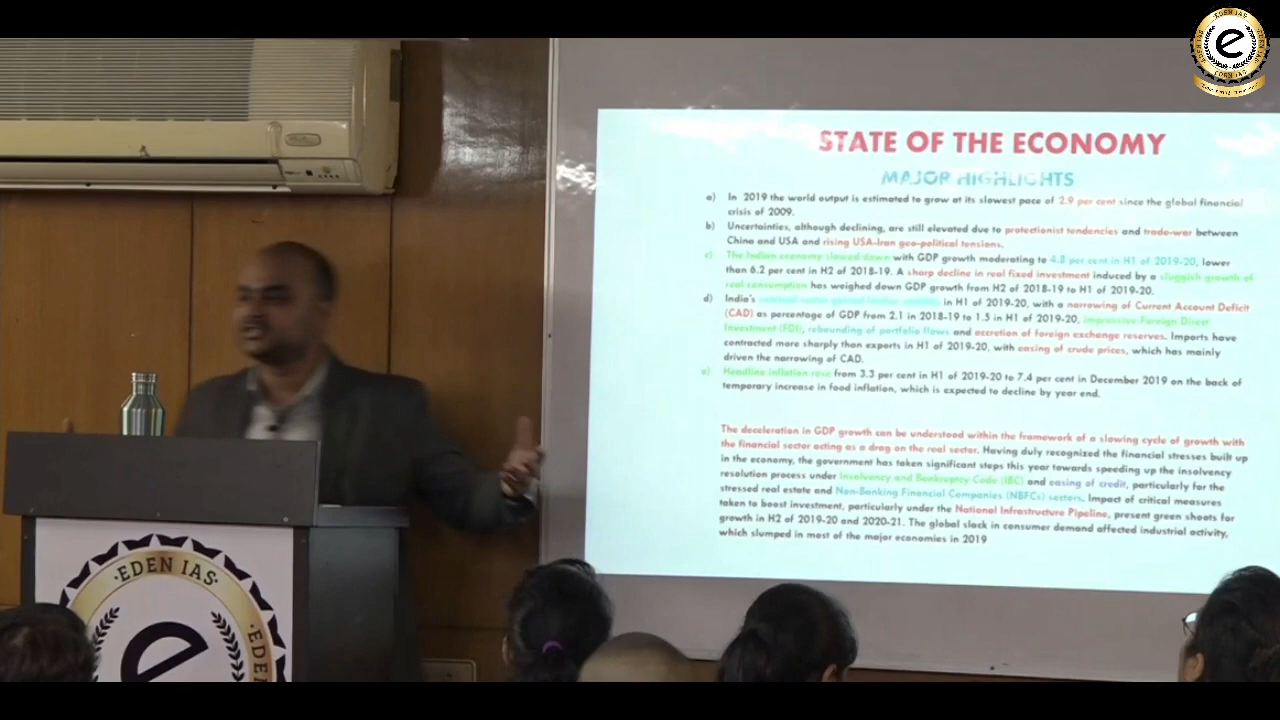 EDEN IAS
e
EDEN IAS
STATE OF THE ECONOMY
MAJOR HIGHLIGHTS
a) In 2019 the world output is estimated to grow at its slowest pace of 2.9 per cent since the global financial
crisis of 2009.
b) Uncertainties, although declining, are still elevated due to protectionist tendencies and trade-war between
China and USA and rising USA-Iran geo-political tensions.
c) The Indian economy slowed down with GDP growth moderating to 4.8 per cent in H1 of 2019-20, lower
than 6.2 per cent in H2 of 2018-19. A sharp decline in real fixed investment induced by a sluggish growth of
real consumption has weighed down GDP growth from H2 of 2018-19 to H1 of 2019-20.
d) India's external sector gained further stability in H1 of 2019-20, with a narrowing of Current Account Deficit
(CAD) as percentage of GDP from 2.1 in 2018-19 to 1.5 in H1 of 2019-20, impressive Foreign Direct
Investment (FDI), rebounding of portfolio flows and accretion of foreign exchange reserves. Imports have
contracted more sharply than exports in H1 of 2019-20, with easing of crude prices, which has mainly
driven the narrowing of CAD.
e) Headline inflation rose from 3.3 per cent in H1 of 2019-20 to 7.4 per cent in December 2019 on the back of
temporary increase in food inflation, which is expected to decline by year end.
The deceleration in GDP growth can be understood within the framework of a slowing cycle of growth with
the financial sector acting as a drag on the real sector. Having duly recognized the financial stresses built up
in the economy, the government has taken significant steps this year towards speeding up the insolvency
resolution process under Insolvency and Bankruptcy Code (IBC) and easing of credit, particularly for the
stressed real estate and Non-Banking Financial Companies (NBFCs) sectors. Impact of critical measures
taken to boost investment, particularly under the National Infrastructure Pipeline, present green shoots for
growth in H2 of 2019-20 and 2020-21. The global slack in consumer demand affected industrial activity,
which slumped in most of the major economies in 2019
·EDEN IAS·
e
EDEN